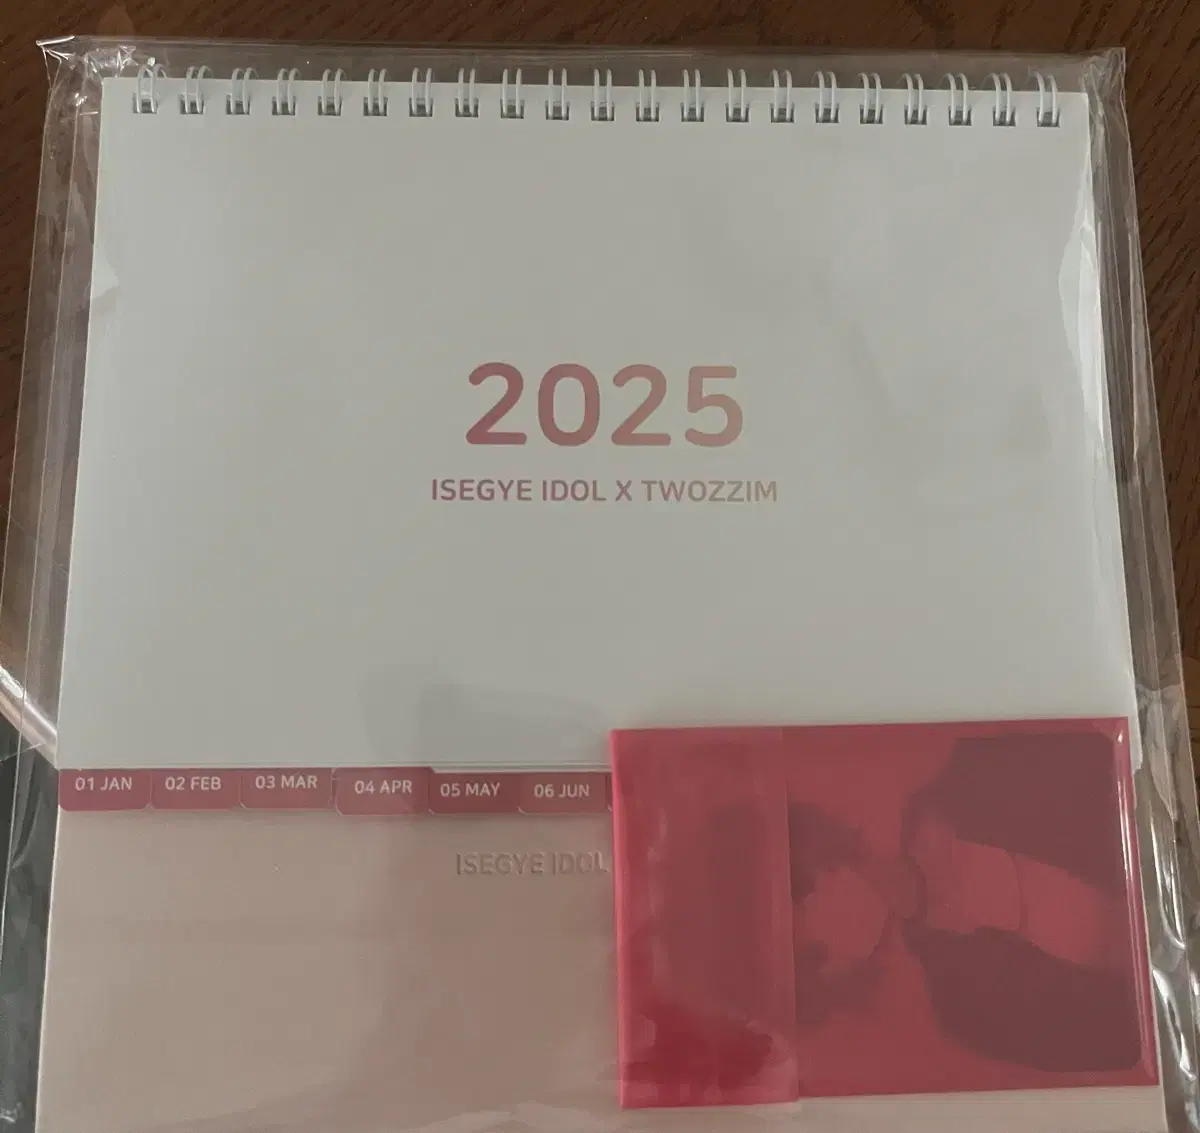 2025
ISEGYE IDOL X TWOZZIM
01 JAN 02 FEB 03 MAR 04 APR 05 MAY 06 JUN
ISEGYE IDOL